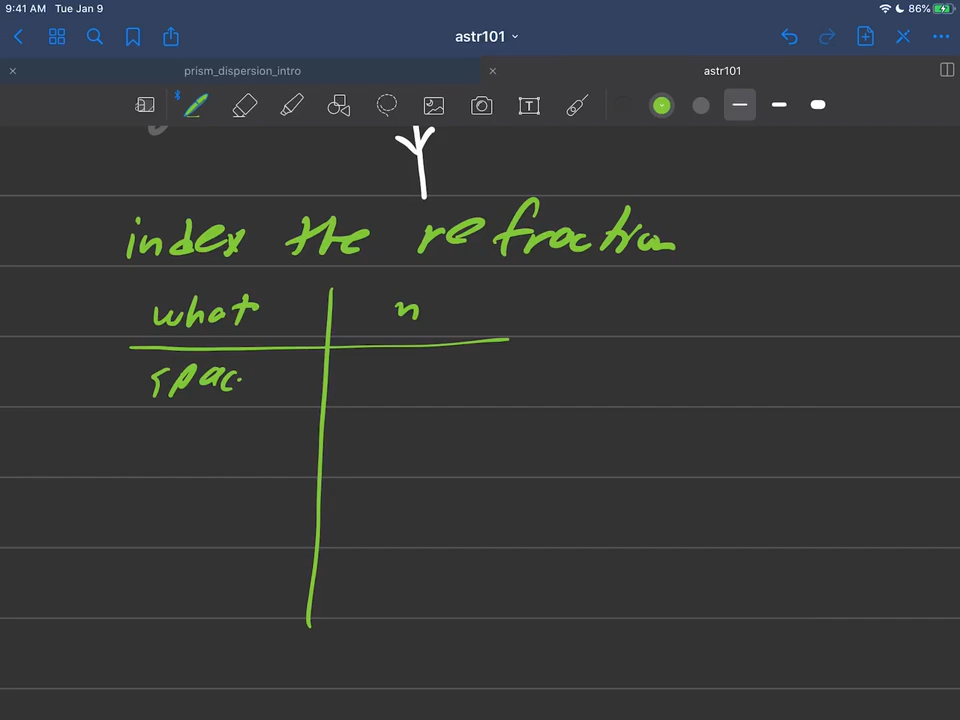 9:41 AM Tue Jan 9
86%
astr101
prism_dispersion_intro
astr101
T
index the refraction
what n
spac